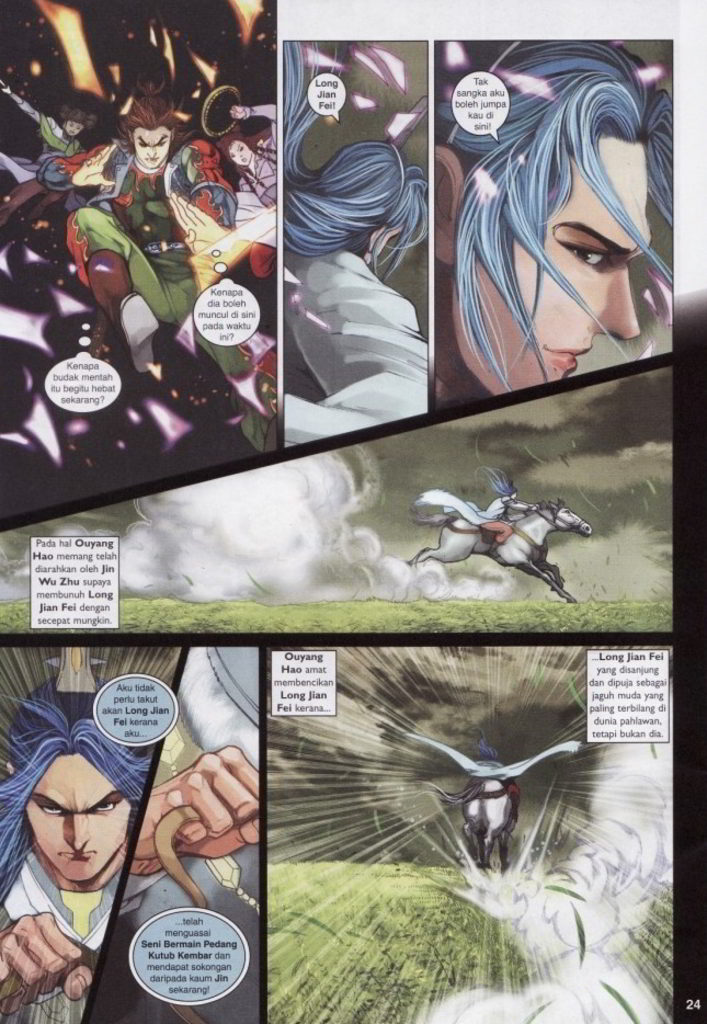 Kenapa
dia boleh
muncul di sini
pada waktu
ini?
Kenapa
budak mentah
itu begitu hebat
sekarang?
Long
Jian
Fei!
Tak
sangka aku
boleh jumpa
kau di
sini!
Pada hal Ouyang
Hao memang telah
diarahkan oleh Jin
Wu Zhu supaya
membunuh Long
Jian Fei dengan
secepat mungkin.
Aku tidak
perlu takut
akan Long Jian
Fei kerana
aku...
...telah
menguasai
Seni Bermain Pedang
Kutub Kembar dan
mendapat sokongan
daripada kaum Jin
sekarang!
Ouyang
Hao amat
membencikan
Long Jian
Fei kerana...
...Long Jian Fei
yang disanjung
dan dipuja sebagai
jaguh muda yang
paling terbilang di
dunia pahlawan,
tetapi bukan dia.
24